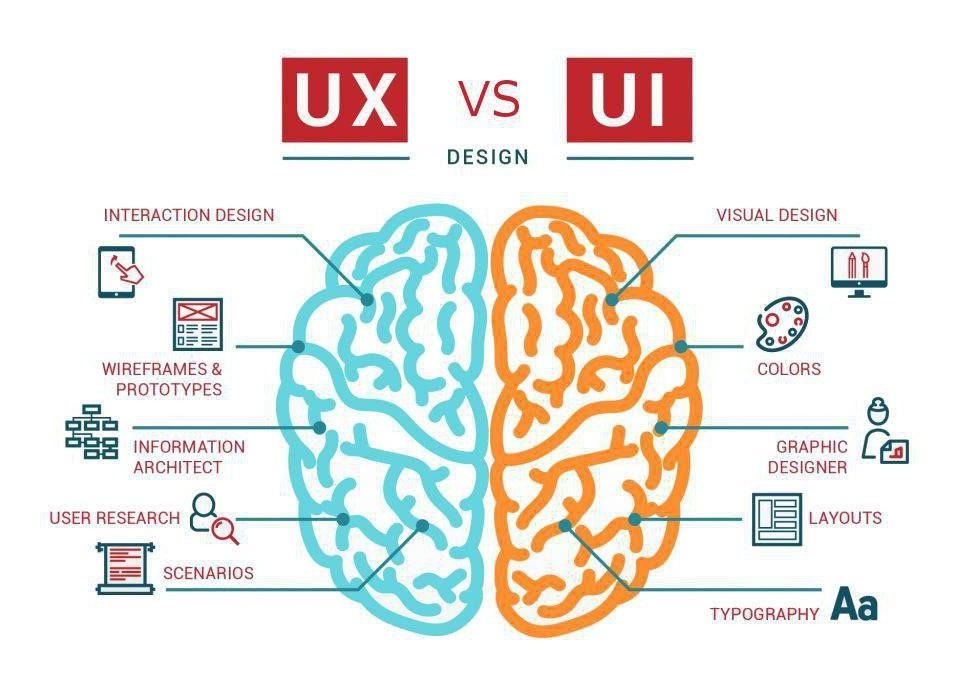 UX VS UI
DESIGN
INTERACTION DESIGN
WIREFRAMES &
PROTOTYPES
INFORMATION
ARCHITECT
USER RESEARCH
SCENARIOS
VISUAL DESIGN
COLORS
GRAPHIC
DESIGNER
LAYOUTS
TYPOGRAPHY Aa